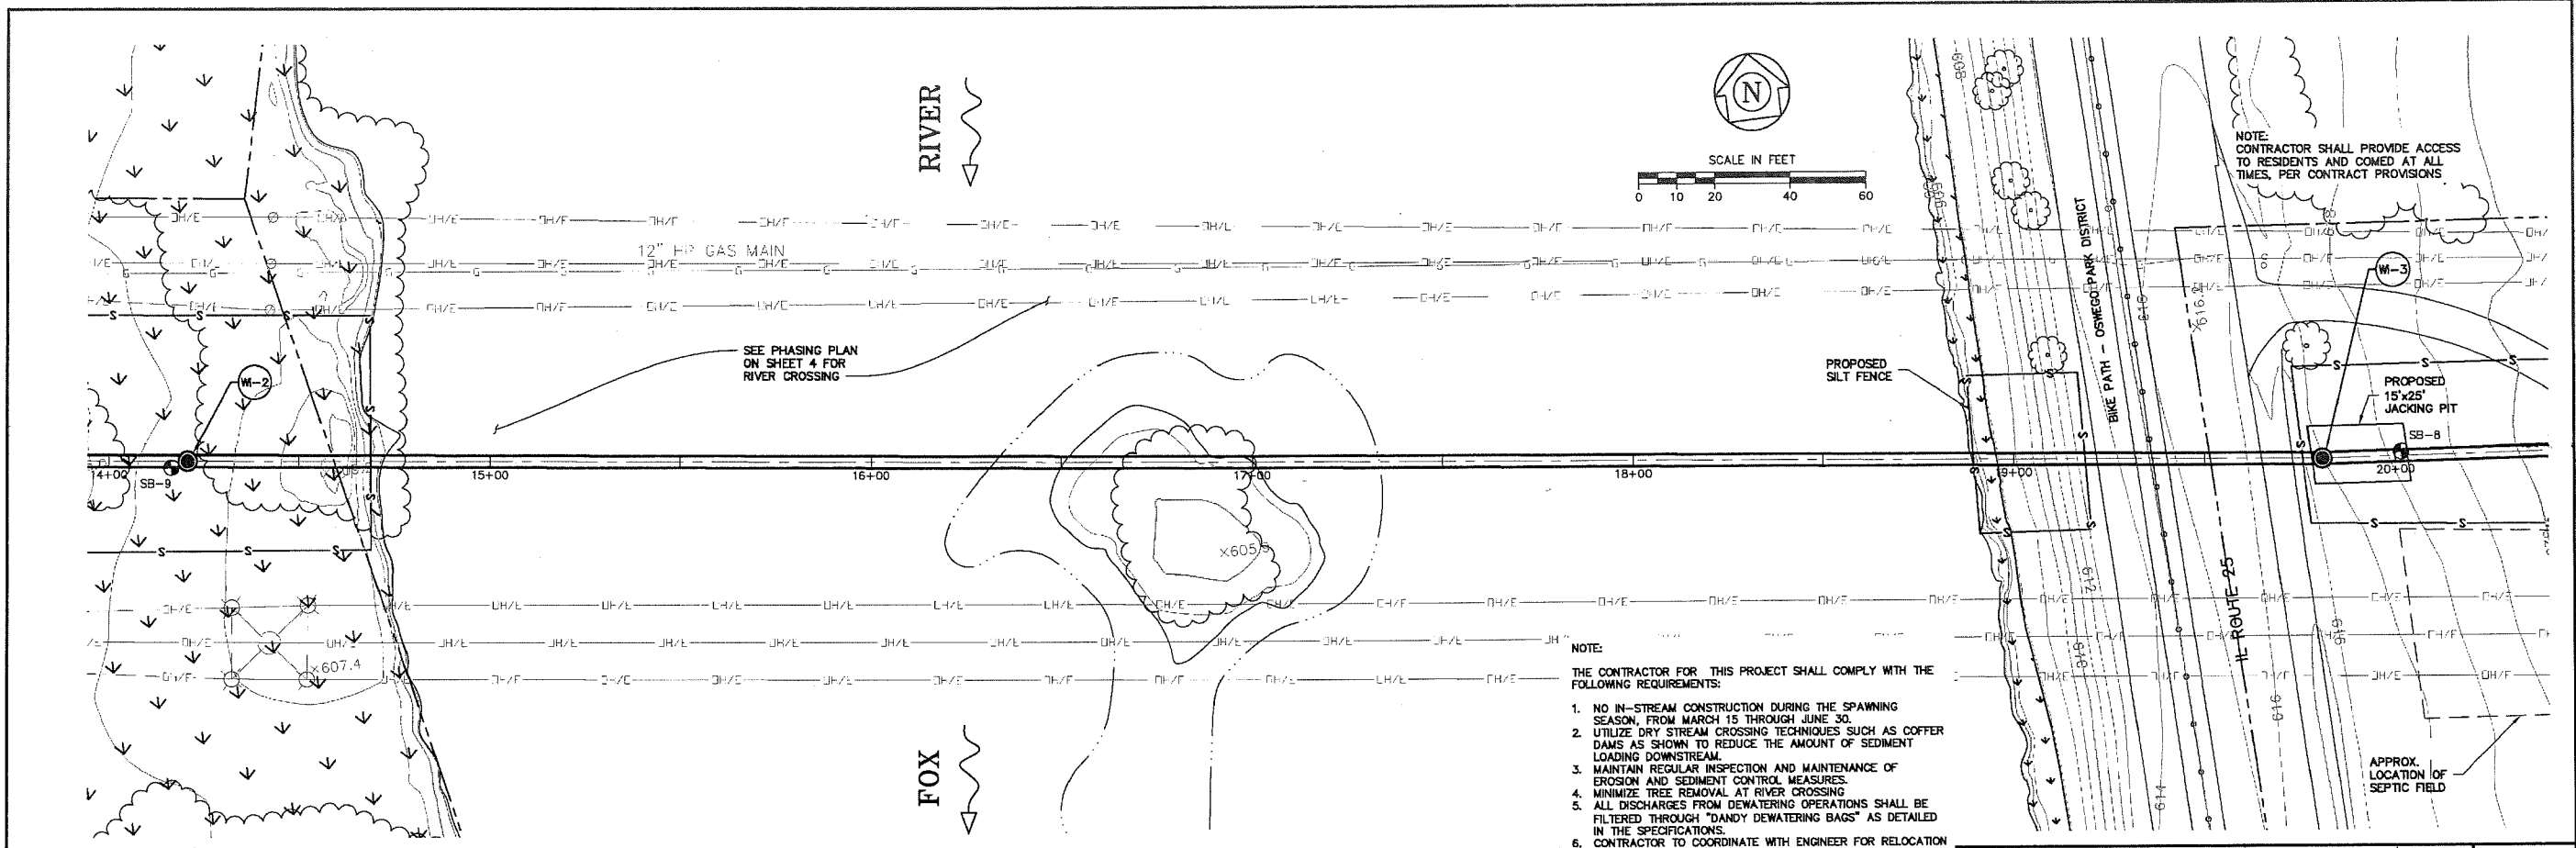 RIVER
SCALE IN FEET
0 10 20 40 60
N
NOTE:
CONTRACTOR SHALL PROVIDE ACCESS
TO RESIDENTS AND COMED AT ALL
TIMES, PER CONTRACT PROVISIONS
608
12" HP GAS MAIN
OH/E
G
S
WI-2
WI-3
SEE PHASING PLAN
ON SHEET 4 FOR
RIVER CROSSING
PROPOSED
SILT FENCE
BIKE PATH - OSWEGO PARK DISTRICT
616
PROPOSED
15'x25'
JACKING PIT
SB-8
SB-9
14+00
15+00
16+00
17+00
18+00
19+00
20+00
×607.4
612
618
IL ROUTE 25
616
616
614
FOX
NOTE:
THE CONTRACTOR FOR THIS PROJECT SHALL COMPLY WITH THE
FOLLOWING REQUIREMENTS:
1. NO IN-STREAM CONSTRUCTION DURING THE SPAWNING
SEASON, FROM MARCH 15 THROUGH JUNE 30.
2. UTILIZE DRY STREAM CROSSING TECHNIQUES SUCH AS COFFER
DAMS AS SHOWN TO REDUCE THE AMOUNT OF SEDIMENT
LOADING DOWNSTREAM.
3. MAINTAIN REGULAR INSPECTION AND MAINTENANCE OF
EROSION AND SEDIMENT CONTROL MEASURES.
4. MINIMIZE TREE REMOVAL AT RIVER CROSSING
5. ALL DISCHARGES FROM DEWATERING OPERATIONS SHALL BE
FILTERED THROUGH "DANDY DEWATERING BAGS" AS DETAILED
IN THE SPECIFICATIONS.
6. CONTRACTOR TO COORDINATE WITH ENGINEER FOR RELOCATION
APPROX.
LOCATION OF
SEPTIC FIELD